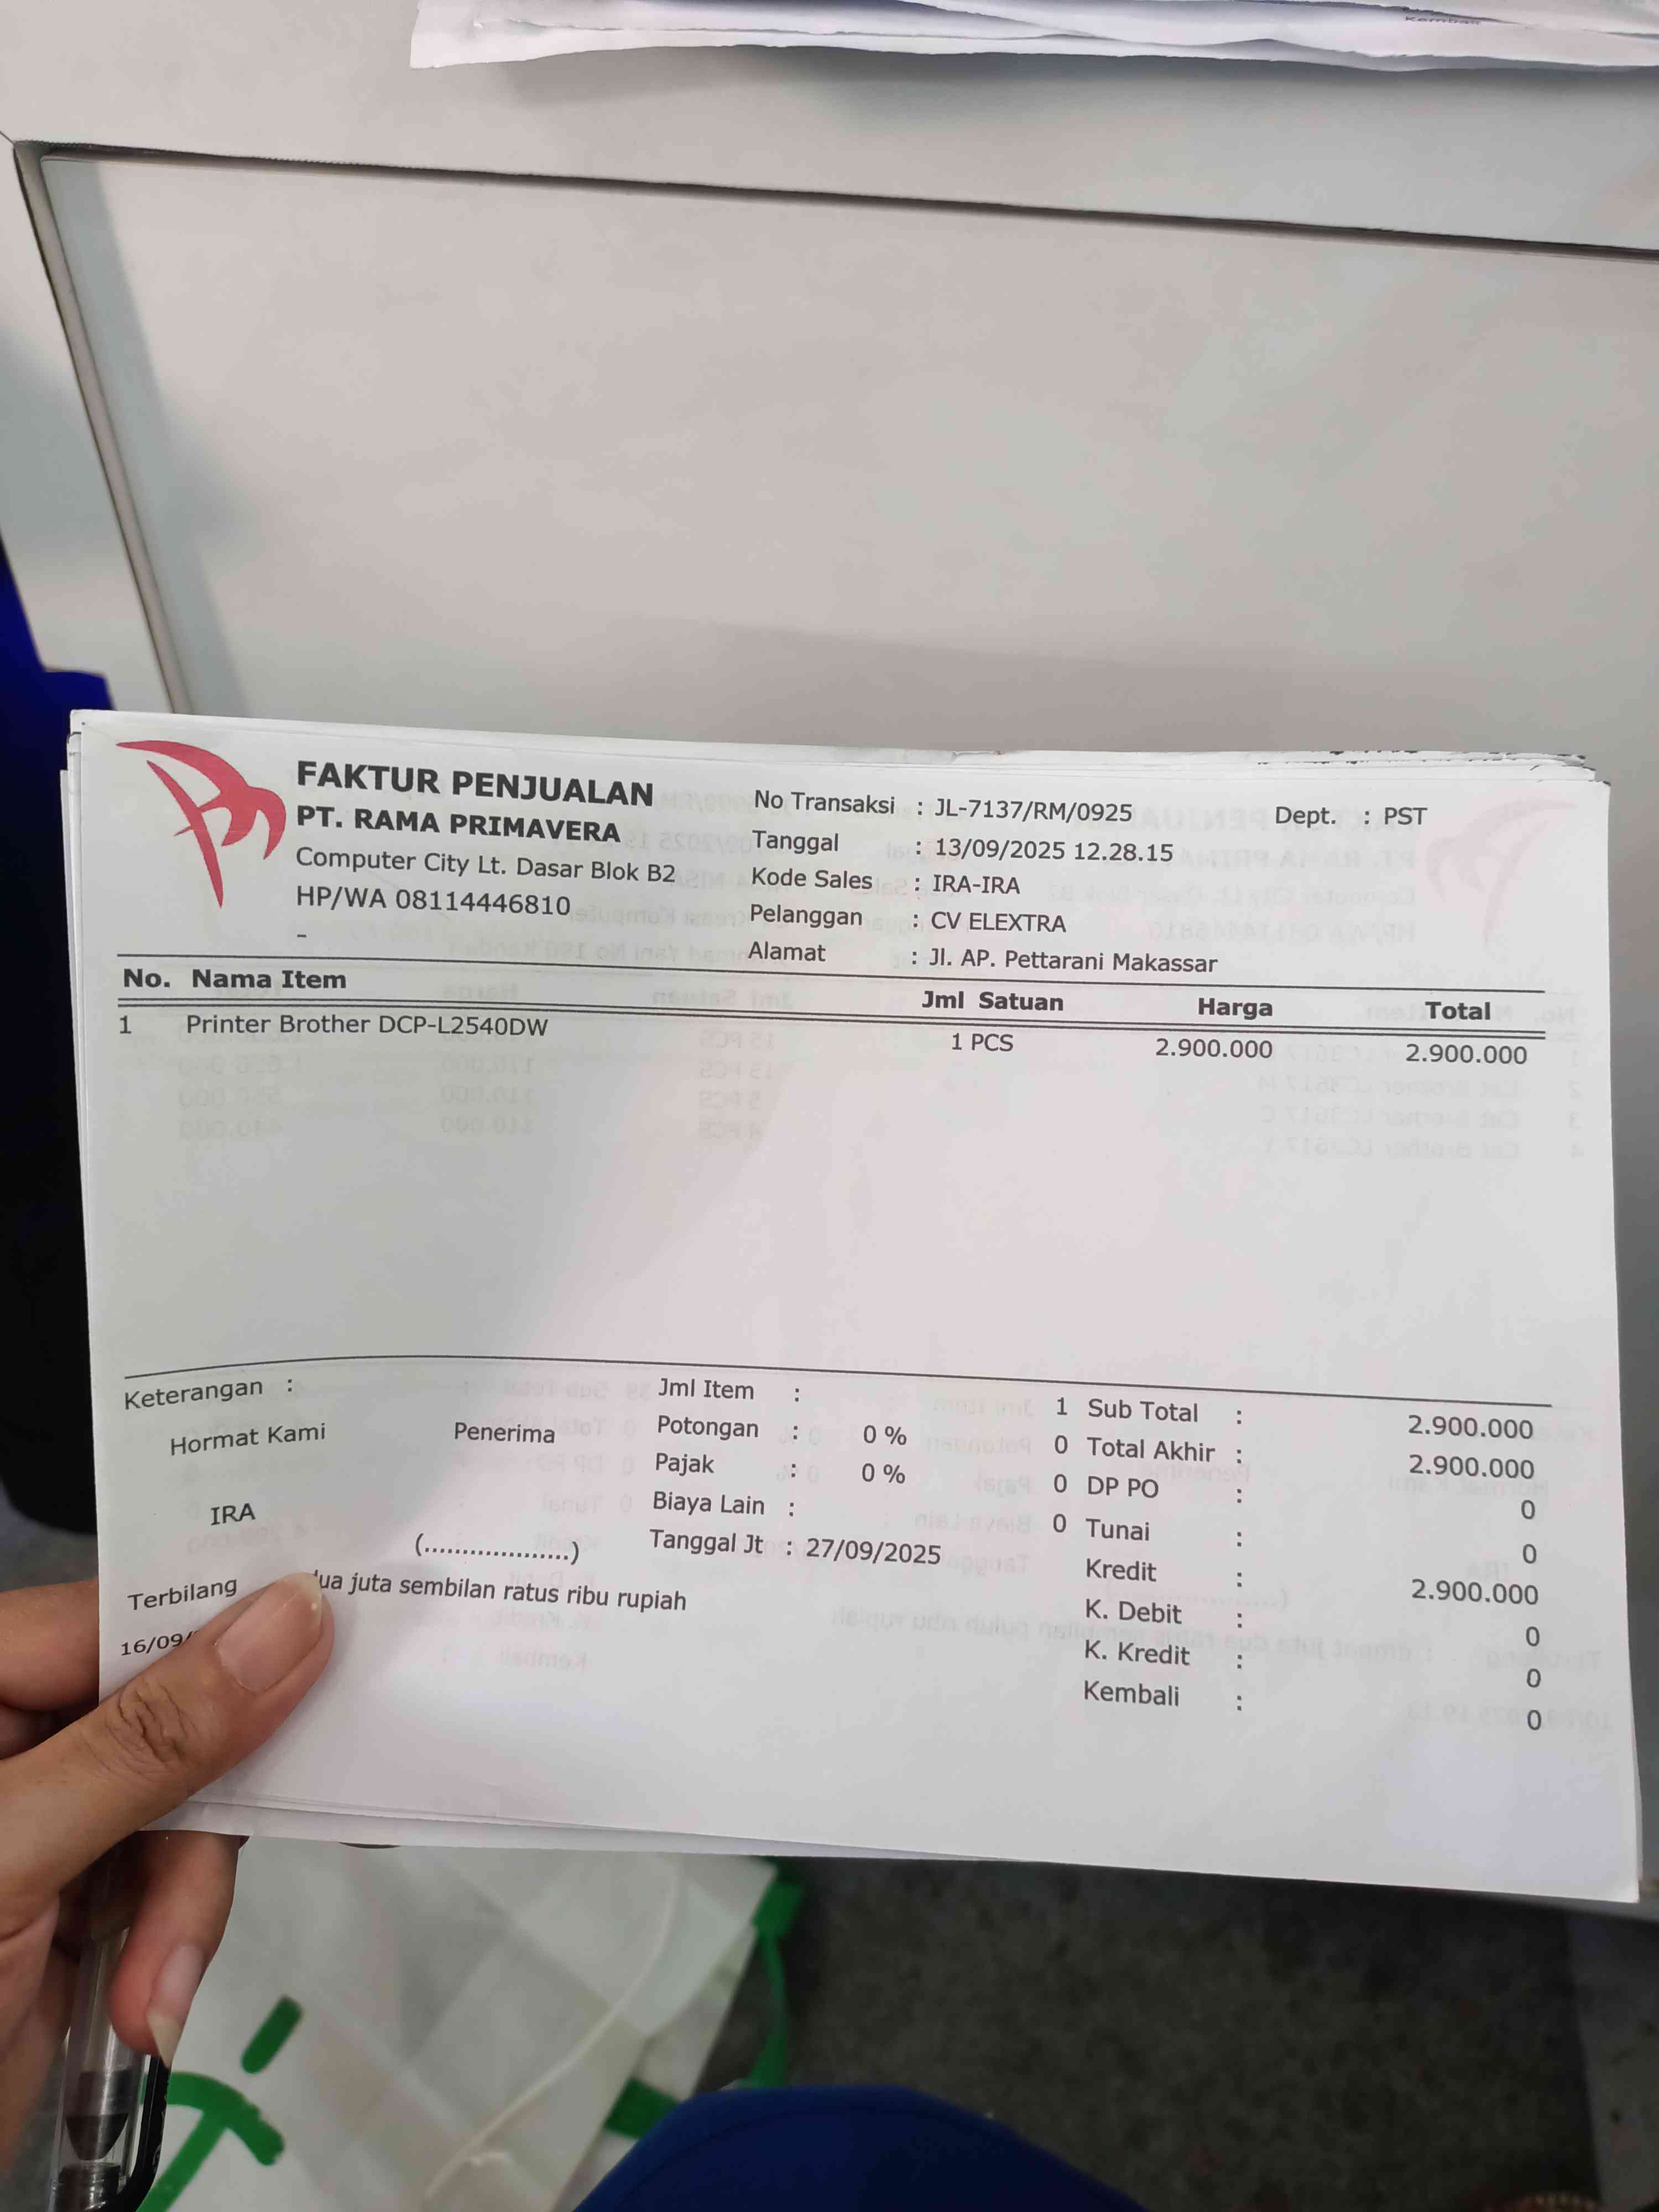 FAKTUR PENJUALAN
PT. RAMA PRIMAVERA
Computer City Lt. Dasar Blok B2
HP/WA 08114446810
-
No Transaksi : JL-7137/RM/0925 Dept. : PST
Tanggal : 13/09/2025 12.28.15
Kode Sales : IRA-IRA
Pelanggan : CV ELEXTRA
Alamat : Jl. AP. Pettarani Makassar
No. Nama Item Jml Satuan Harga Total
1 Printer Brother DCP-L2540DW 1 PCS 2.900.000 2.900.000
Keterangan :
Hormat Kami Penerima
IRA
(...................)
Jml Item : 1
Potongan : 0 % 0
Pajak : 0 % 0
Biaya Lain : 0
Tanggal Jt : 27/09/2025
Sub Total : 2.900.000
Total Akhir : 2.900.000
DP PO : 0
Tunai : 0
Kredit : 2.900.000
K. Debit : 0
K. Kredit : 0
Kembali : 0
Terbilang juta sembilan ratus ribu rupiah
16/09/